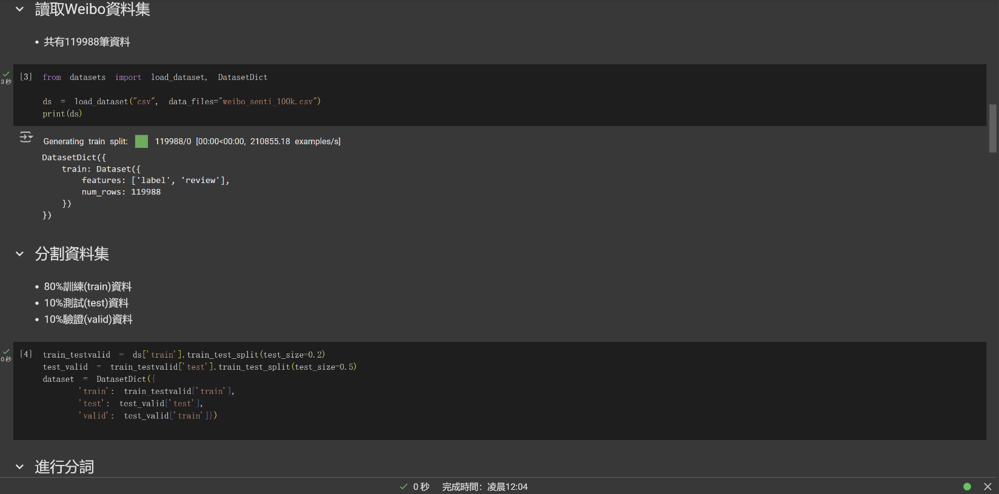 讀取Weibo資料集
• 共有119988筆資料
3 秒
[3] from datasets import load_dataset, DatasetDict
ds = load_dataset("csv", data_files="weibo_senti_100k.csv")
print(ds)
Generating train split: 119988/0 [00:00<00:00, 210855.18 examples/s]
DatasetDict({
    train: Dataset({
        features: ['label', 'review'],
        num_rows: 119988
    })
})
分割資料集
• 80%訓練(train)資料
• 10%測試(test)資料
• 10%驗證(valid)資料
0 秒
[4] train_testvalid = ds['train'].train_test_split(test_size=0.2)
test_valid = train_testvalid['test'].train_test_split(test_size=0.5)
dataset = DatasetDict({
        'train': train_testvalid['train'],
        'test': test_valid['test'],
        'valid': test_valid['train']})
進行分詞
0 秒 完成時間：凌晨12:04